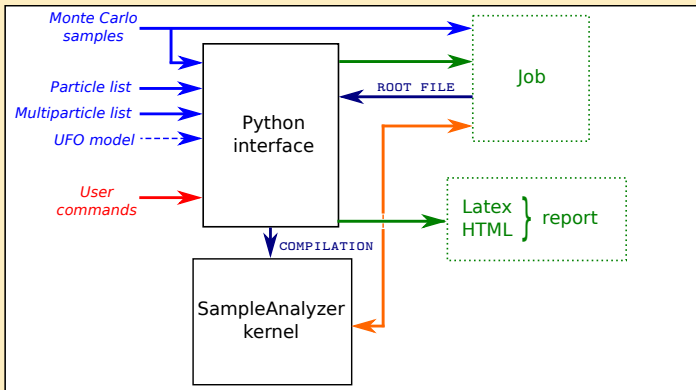 Monte Carlo
samples
Particle list
Multiparticle list
UFO model
User
commands
Python
interface
ROOT FILE
Job
COMPILATION
Latex
HTML
report
SampleAnalyzer
kernel